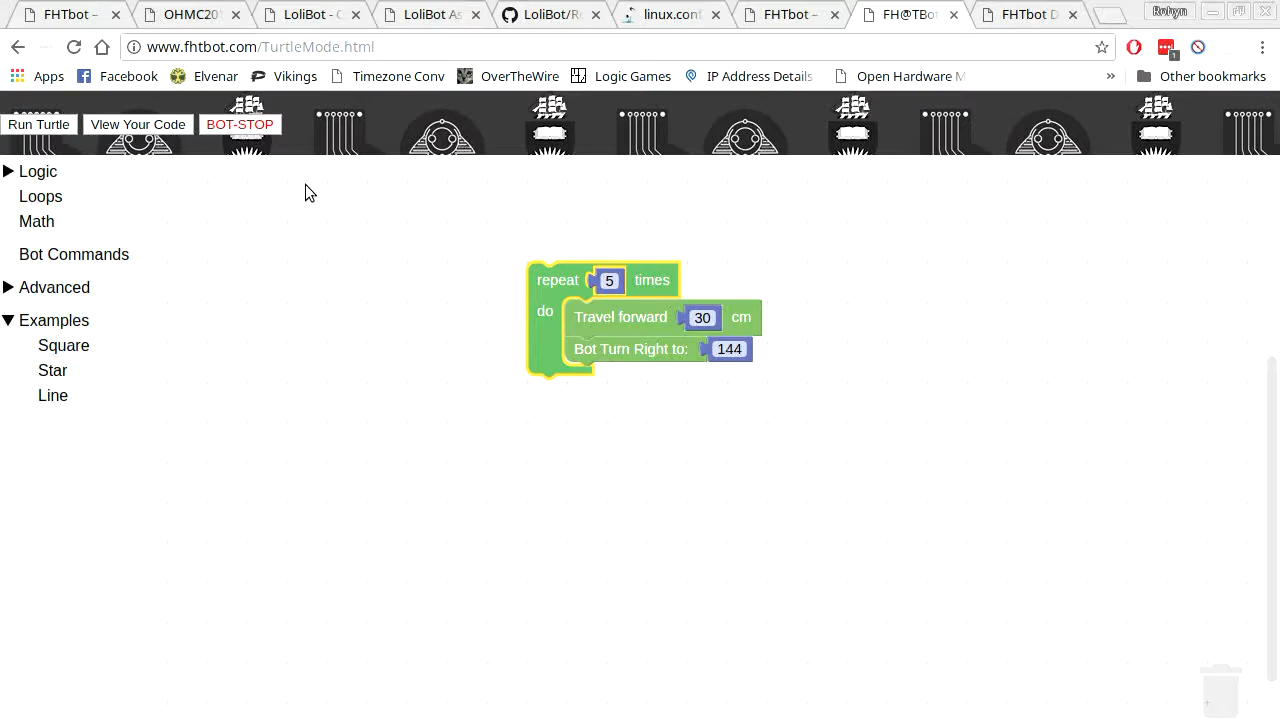 FHTbot –
OHMC20
LoliBot - C
LoliBot As
LoliBot/R
linux.conf
FHTbot –
FH@TBo
FHTbot D
Robyn
www.fhtbot.com/TurtleMode.html
1
Apps
Facebook
Elvenar
Vikings
Timezone Conv
OverTheWire
Logic Games
Address Details
Open Hardware M
»
Other bookmarks
Run Turtle
VIew Your Code
BOT-STOP
Logic
Loops
Math
Bot Commands
Advanced
Examples
Square
Star
Line
repeat 5 times
do
Travel forward 30 cm
Bot Turn Right to: 144